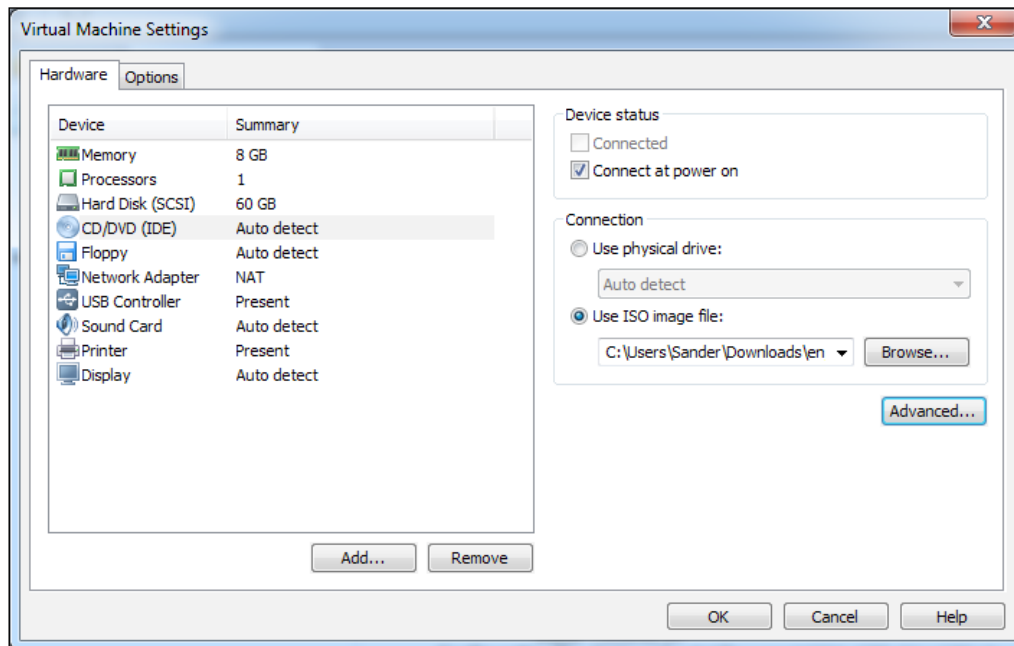 Virtual Machine Settings
X
Hardware Options
Device Summary
Memory 8 GB
Processors 1
Hard Disk (SCSI) 60 GB
CD/DVD (IDE) Auto detect
Floppy Auto detect
Network Adapter NAT
USB Controller Present
Sound Card Auto detect
Printer Present
Display Auto detect
Add... Remove
Device status
Connected
Connect at power on
Connection
Use physical drive:
Auto detect
Use ISO image file:
C:\Users\Sander\Downloads\en Browse...
Advanced...
OK Cancel Help